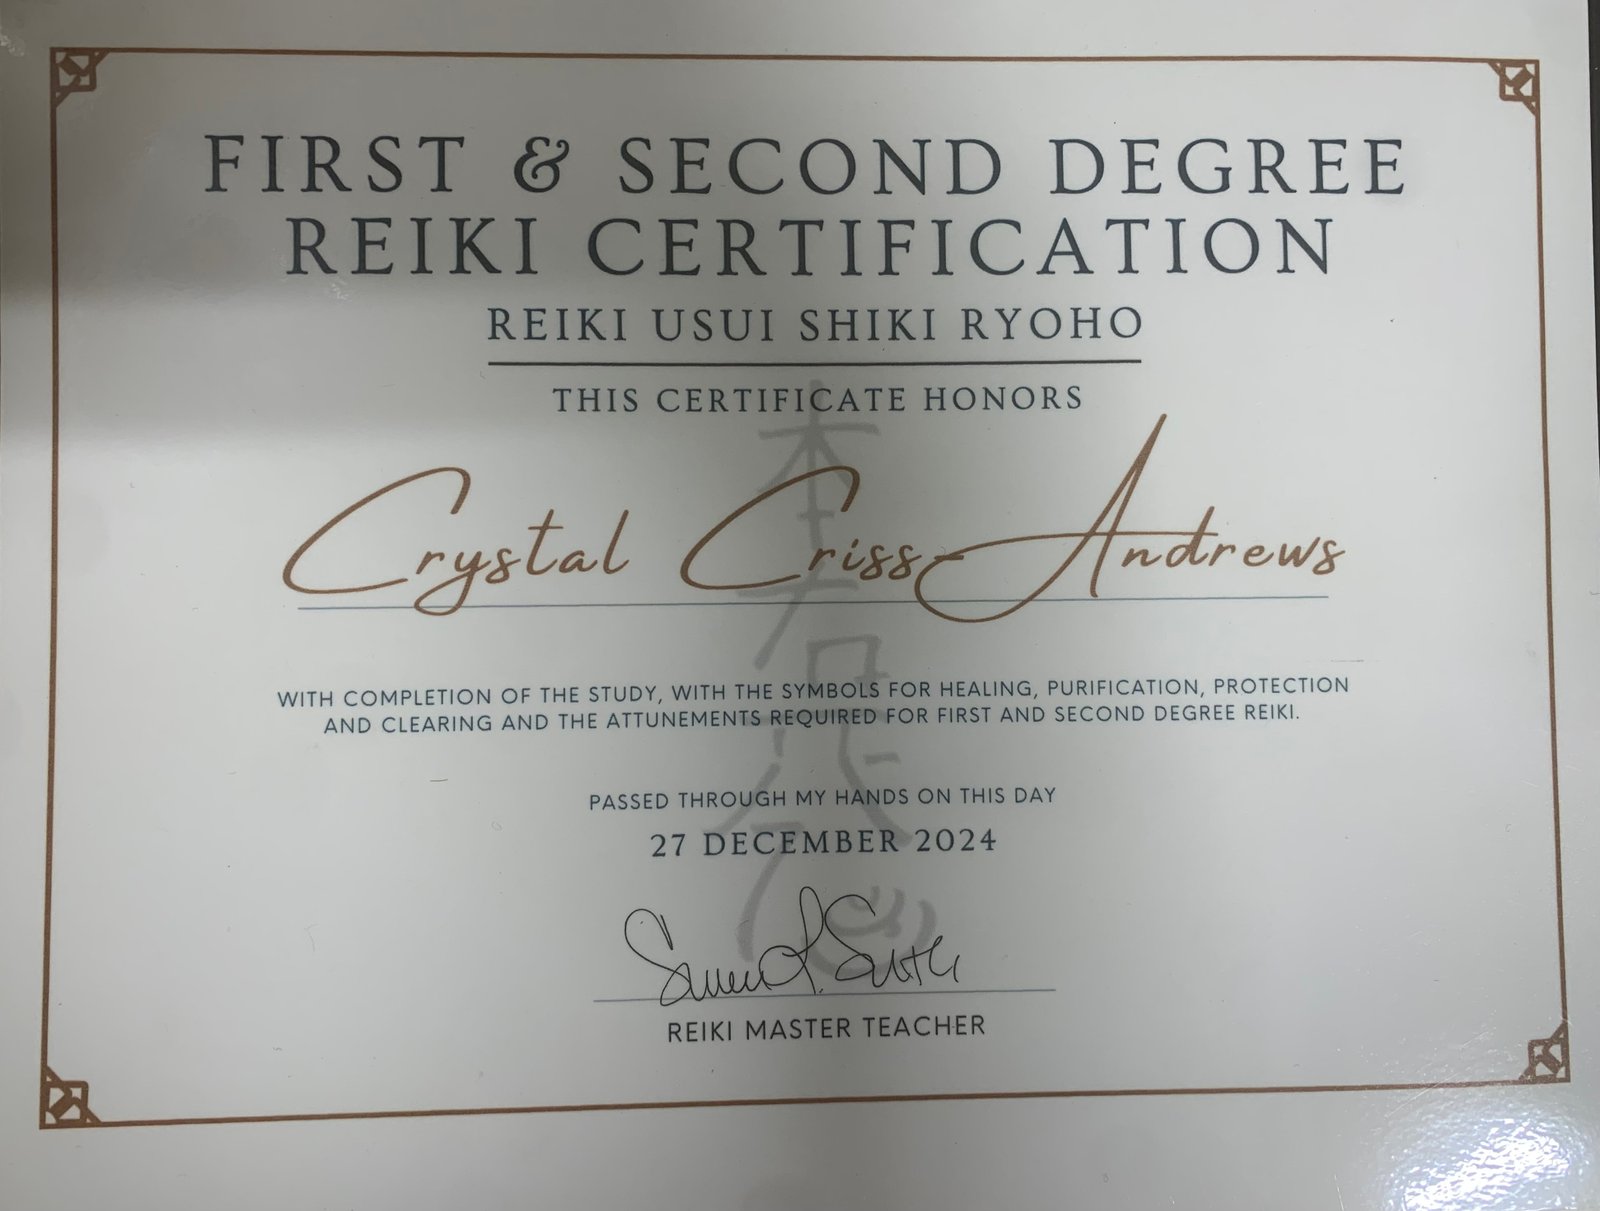 FIRST & SECOND DEGREE
REIKI CERTIFICATION
REIKI USUI SHIKI RYOHO
THIS CERTIFICATE HONORS
Crystal Criss-Andrews
WITH COMPLETION OF THE STUDY, WITH THE SYMBOLS FOR HEALING, PURIFICATION, PROTECTION
AND CLEARING AND THE ATTUNEMENTS REQUIRED FOR FIRST AND SECOND DEGREE REIKI.
PASSED THROUGH MY HANDS ON THIS DAY
27 DECEMBER 2024
REIKI MASTER TEACHER